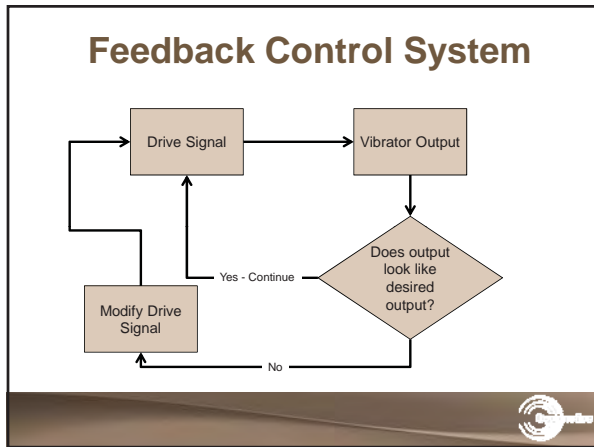 Feedback Control System
Drive Signal
Vibrator Output
Does output
look like
desired
output?
Yes - Continue
Modify Drive
Signal
No